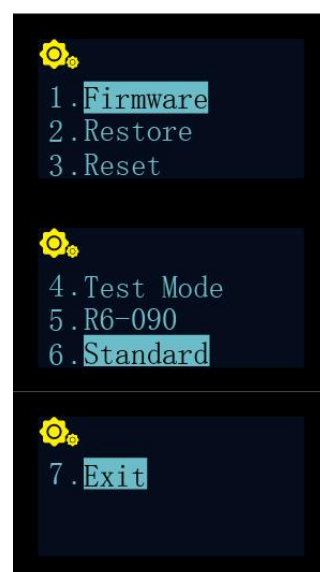 1.Firmware
2.Restore
3.Reset
4.Test Mode
5.R6-090
6.Standard
7.Exit